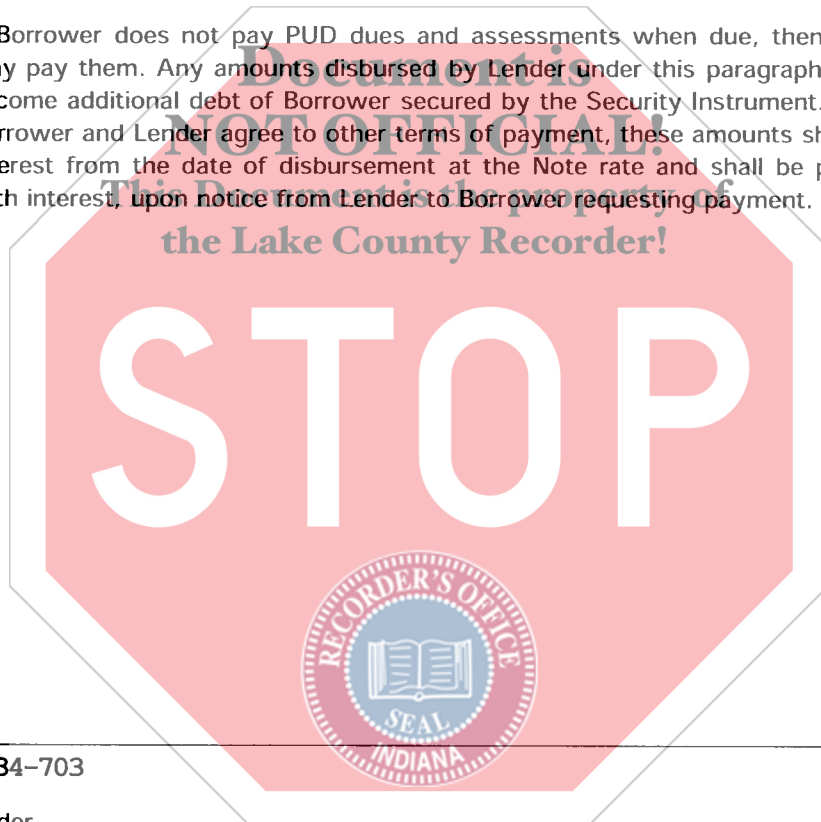 Borrower does not pay PUD dues and assessments when due, then
y pay them. Any amounts disbursed by Lender under this paragraph
come additional debt of Borrower secured by the Security Instrument.
rrower and Lender agree to other terms of payment, these amounts sh
erest from the date of disbursement at the Note rate and shall be p
th interest, upon notice from Lender to Borrower requesting payment.
Document is
NOT OFFICIAL!
This Document is the property of
the Lake County Recorder!
STOP
RECORDER'S OFFICE
SEAL
INDIANA
34-703
der